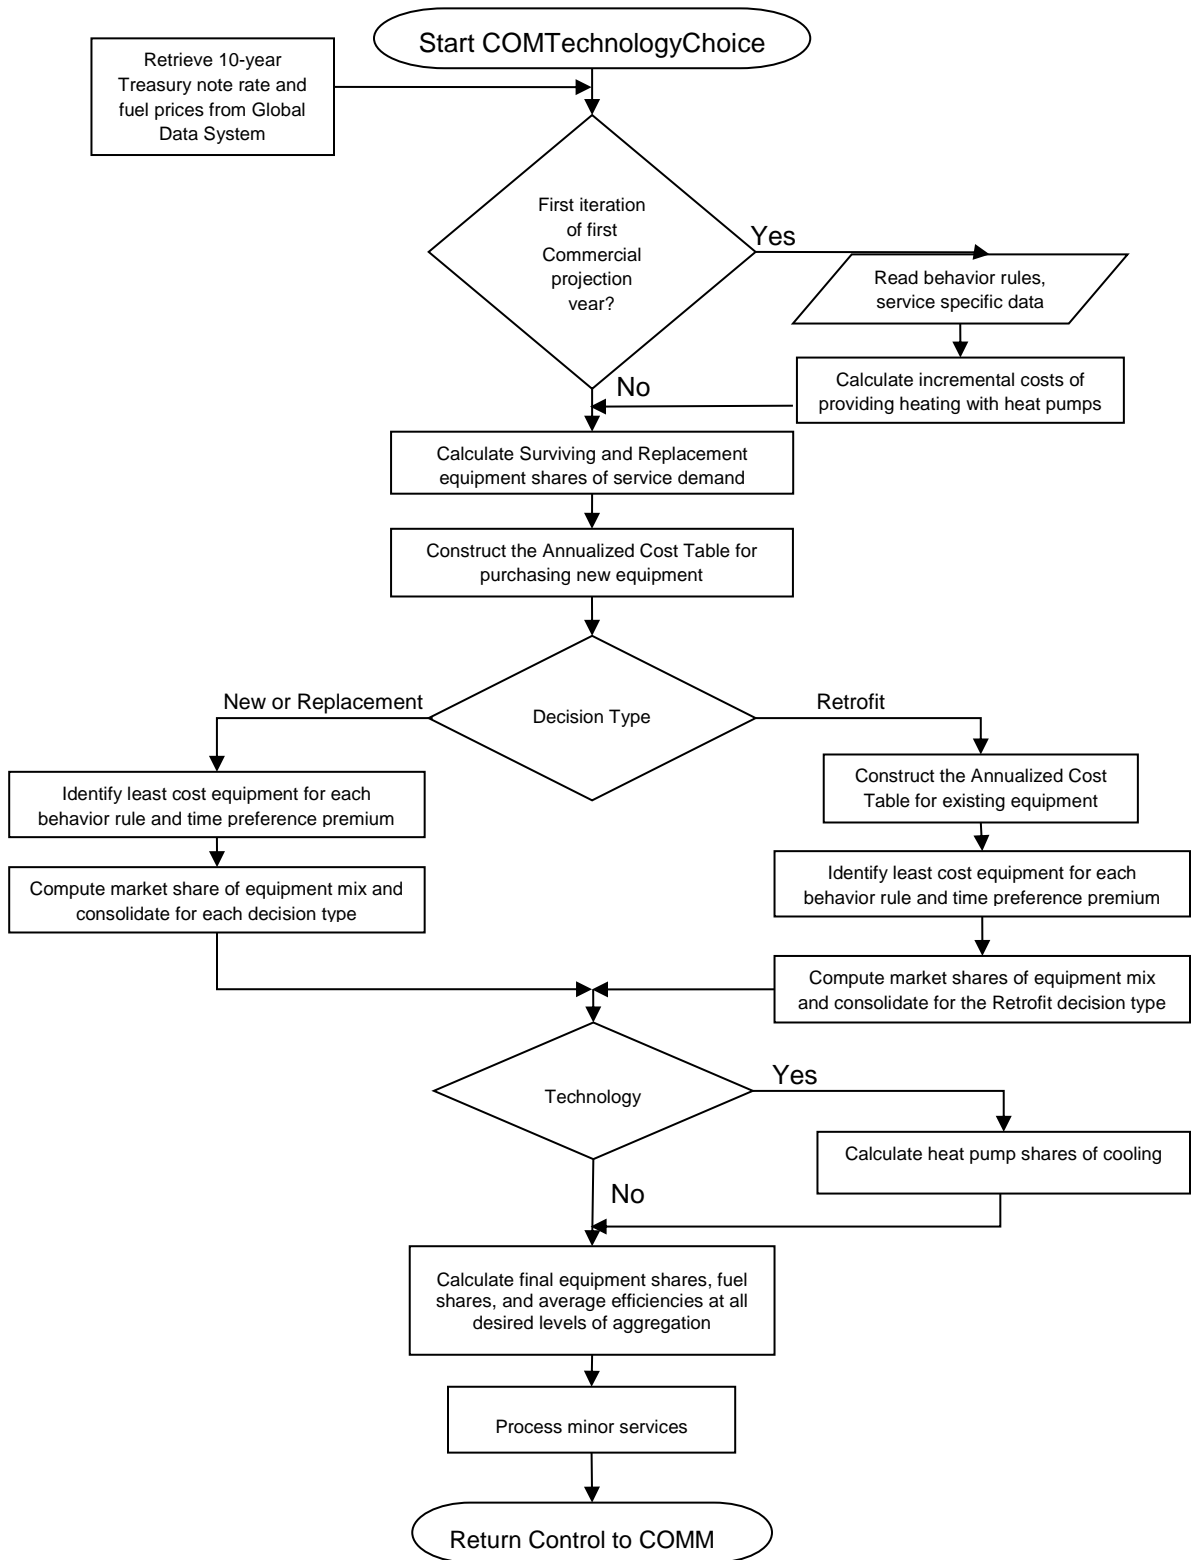 Start COMTechnologyChoice
Retrieve 10-year
Treasury note rate and
fuel prices from Global
Data System
First iteration
of first
Commercial
projection
year?
Yes
Read behavior rules,
service specific data
No
Calculate incremental costs of
providing heating with heat pumps
Calculate Surviving and Replacement
equipment shares of service demand
Construct the Annualized Cost Table for
purchasing new equipment
Decision Type
New or Replacement
Retrofit
Identify least cost equipment for each
behavior rule and time preference premium
Compute market share of equipment mix and
consolidate for each decision type
Construct the Annualized Cost
Table for existing equipment
Identify least cost equipment for each
behavior rule and time preference premium
Compute market shares of equipment mix
and consolidate for the Retrofit decision type
Technology
Yes
Calculate heat pump shares of cooling
No
Calculate final equipment shares, fuel
shares, and average efficiencies at all
desired levels of aggregation
Process minor services
Return Control to COMM